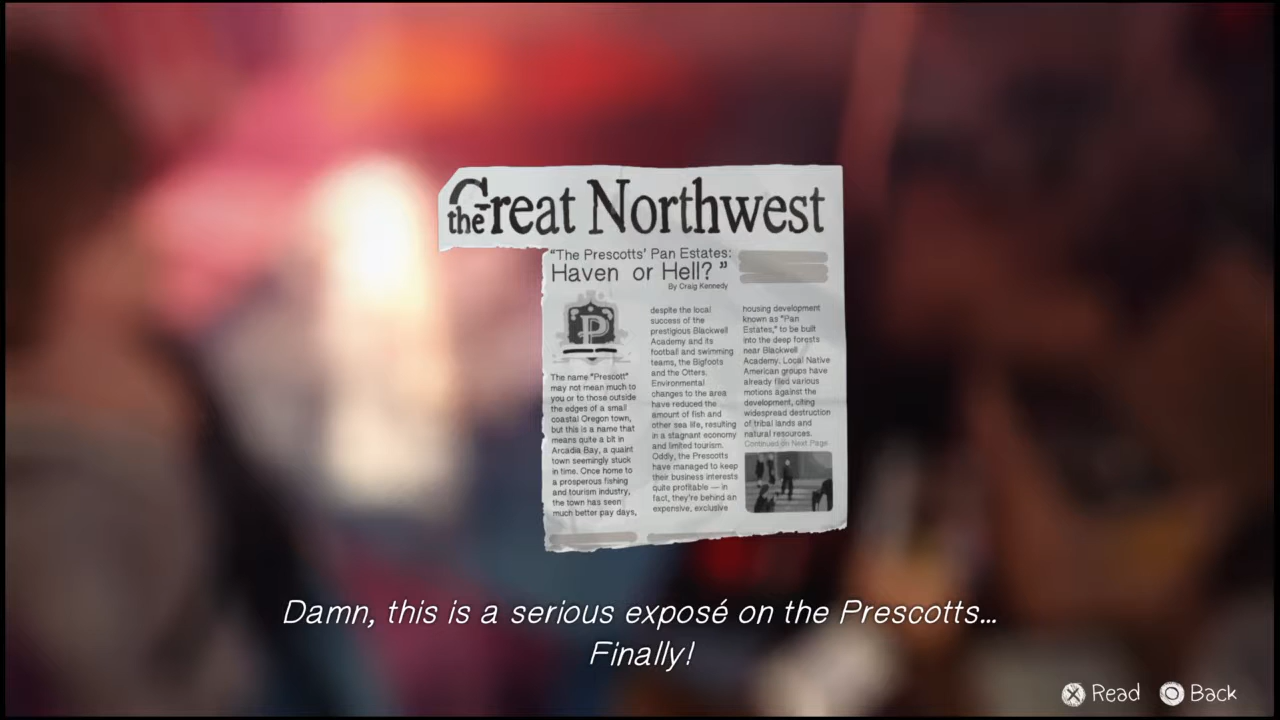 the Great Northwest
"The Prescotts' Pan Estates:
Haven or Hell?"
By Craig Kennedy
P
The name "Prescott"
may not mean much to
you or to those outside
the edges of a small
coastal Oregon town,
but this is a name that
means quite a bit in
Arcadia Bay, a quaint
town seemingly stuck
in time. Once home to
a prosperous fishing
and tourism industry,
the town has seen
much better pay days,
despite the local
success of the
prestigious Blackwell
Academy and its
football and swimming
teams, the Bigfoots
and the Otters.
Environmental
changes to the area
have reduced the
amount of fish and
other sea life, resulting
in a stagnant economy
and limited tourism.
Oddly, the Prescotts
have managed to keep
their business interests
quite profitable — in
fact, they're behind an
expensive, exclusive
housing development
known as "Pan
Estates," to be built
into the deep forests
near Blackwell
Academy. Local Native
American groups have
already filed various
motions against the
development, citing
widespread destruction
of tribal lands and
natural resources.
Continued on Next Page
Damn, this is a serious exposé on the Prescotts...
Finally!
Read Back